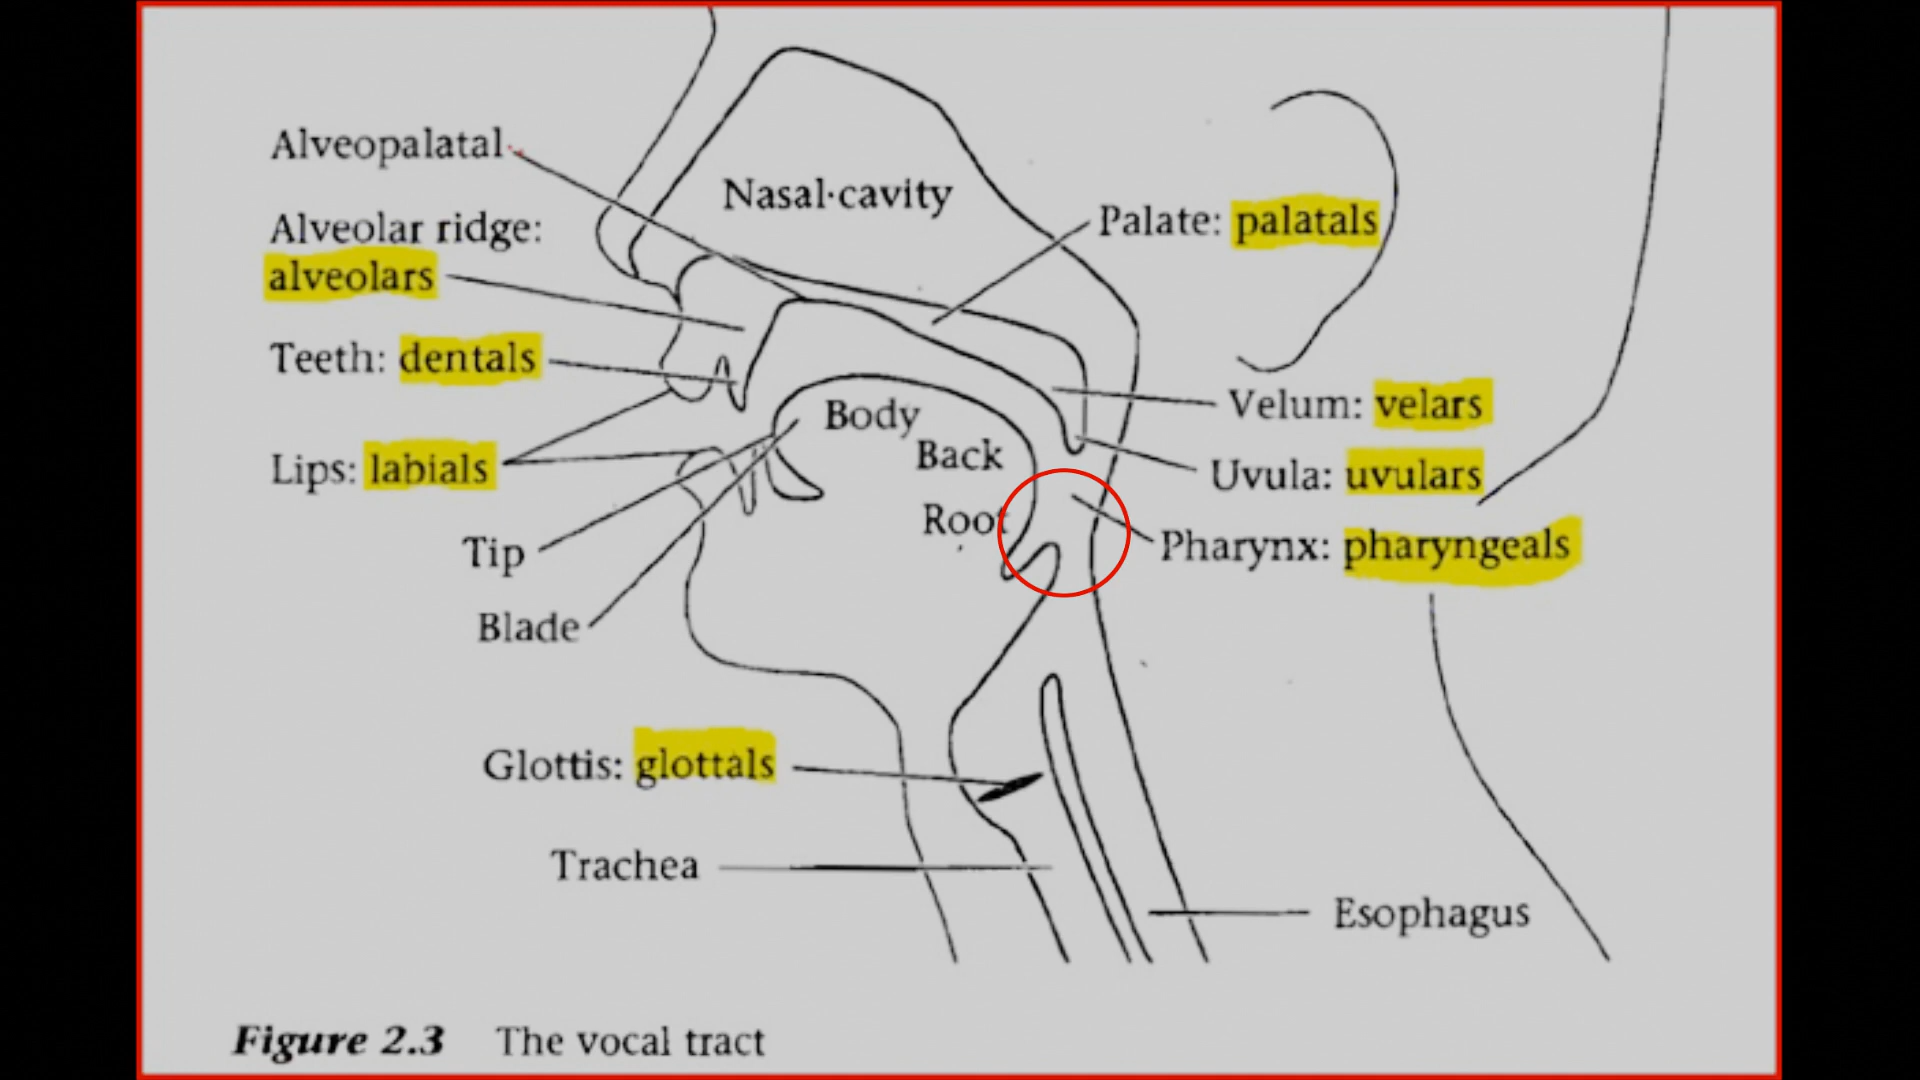 Alveopalatal
Nasal cavity
Palate: palatals
Alveolar ridge:
alveolars
Teeth: dentals
Velum: velars
Body
Back
Lips: labials
Uvula: uvulars
Root
Tip
Pharynx: pharyngeals
Blade
Glottis: glottals
Trachea
Esophagus
Figure 2.3 The vocal tract